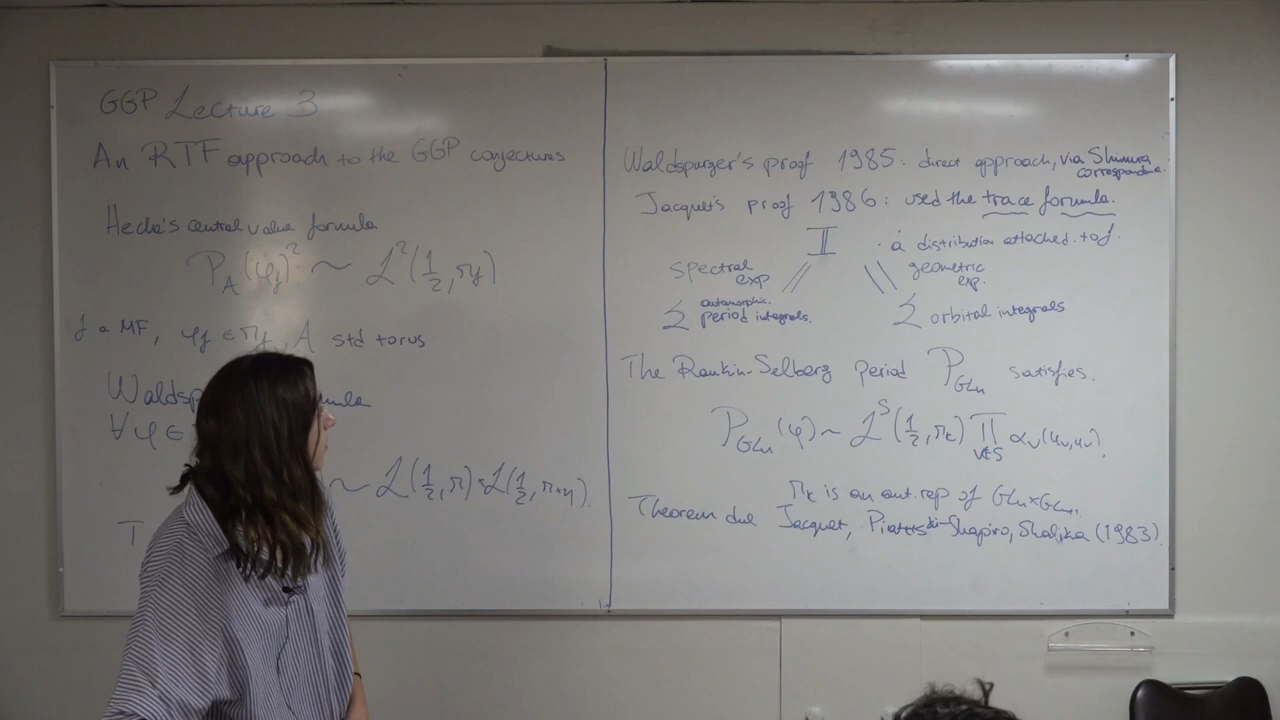 GGP Lecture 3
An RTF approach to the GGP conjectures
Hecke's central value formula
P_A(φ_f)^2 ~ L^2(1/2, π_f)
f a MF, φ_f ∈ π_f, A std torus
∀φ ∈
~ L(1/2, π) · L(1/2, π×η).
T
Waldspurger's proof 1985: direct approach, via Shimura correspondence.
Jacquet's proof 1986: used the trace formula.
I : a distribution attached to f.
spectral exp // \\ geometric exp.
Σ automorphic period integrals. Σ orbital integrals
The Rankin-Selberg period P_GLn satisfies.
P_GLn(φ) ~ L^S(1/2, π_K) ∏_{v∈S} α_v(u_v, u_v).
π_K is an aut. rep of GLn×GLn+1.
Theorem due Jacquet, Piatetski-Shapiro, Shalika (1983).